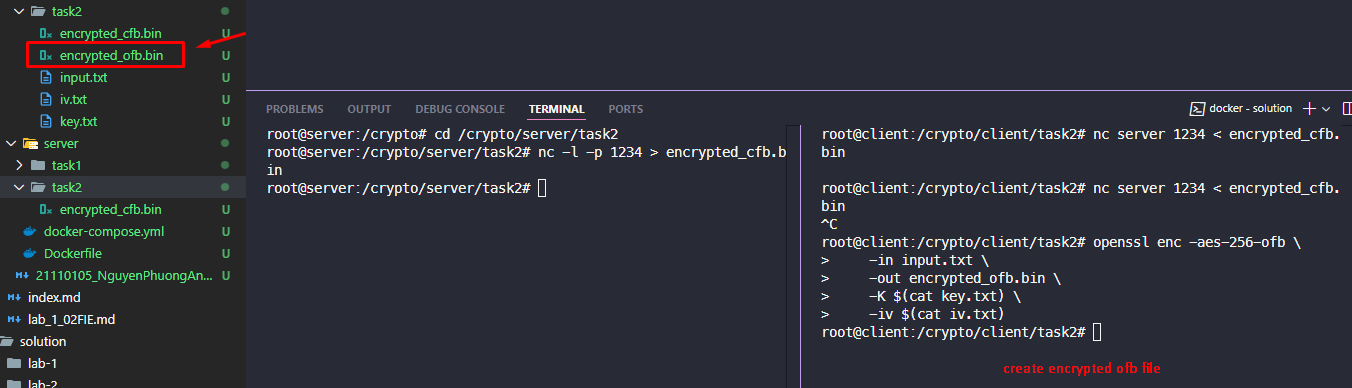 task2
encrypted_cfb.bin U
encrypted_ofb.bin U
input.txt U
iv.txt U
key.txt U
server
task1
task2
encrypted_cfb.bin U
docker-compose.yml U
Dockerfile U
21110105_NguyenPhuongAn... U
index.md
lab_1_02FIE.md
solution
lab-1
lab-2
PROBLEMS OUTPUT DEBUG CONSOLE TERMINAL PORTS
docker - solution
root@server:/crypto# cd /crypto/server/task2
root@server:/crypto/server/task2# nc -l -p 1234 > encrypted_cfb.b
in
root@server:/crypto/server/task2#
root@client:/crypto/client/task2# nc server 1234 < encrypted_cfb.
bin
root@client:/crypto/client/task2# nc server 1234 < encrypted_cfb.
bin
^C
root@client:/crypto/client/task2# openssl enc -aes-256-ofb \
> -in input.txt \
> -out encrypted_ofb.bin \
> -K $(cat key.txt) \
> -iv $(cat iv.txt)
root@client:/crypto/client/task2#
create encrypted ofb file